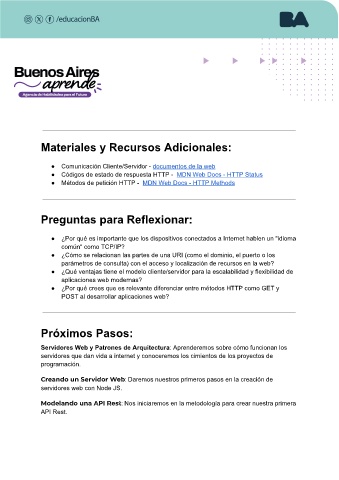 /educacionBA
BA
Buenos Aires
aprende
Agencia de Habilidades para el Futuro
Materiales y Recursos Adicionales:
● Comunicación Cliente/Servidor - documentos de la web
● Códigos de estado de respuesta HTTP - MDN Web Docs - HTTP Status
● Métodos de petición HTTP - MDN Web Docs - HTTP Methods
Preguntas para Reflexionar:
● ¿Por qué es importante que los dispositivos conectados a Internet hablen un "idioma
común" como TCP/IP?
● ¿Cómo se relacionan las partes de una URI (como el dominio, el puerto o los
parámetros de consulta) con el acceso y localización de recursos en la web?
● ¿Qué ventajas tiene el modelo cliente/servidor para la escalabilidad y flexibilidad de
aplicaciones web modernas?
● ¿Por qué crees que es relevante diferenciar entre métodos HTTP como GET y
POST al desarrollar aplicaciones web?
Próximos Pasos:
Servidores Web y Patrones de Arquitectura: Aprenderemos sobre cómo funcionan los
servidores que dan vida a internet y conoceremos los cimientos de los proyectos de
programación.
Creando un Servidor Web: Daremos nuestros primeros pasos en la creación de
servidores web con Node JS.
Modelando una API Rest: Nos iniciaremos en la metodología para crear nuestra primera
API Rest.